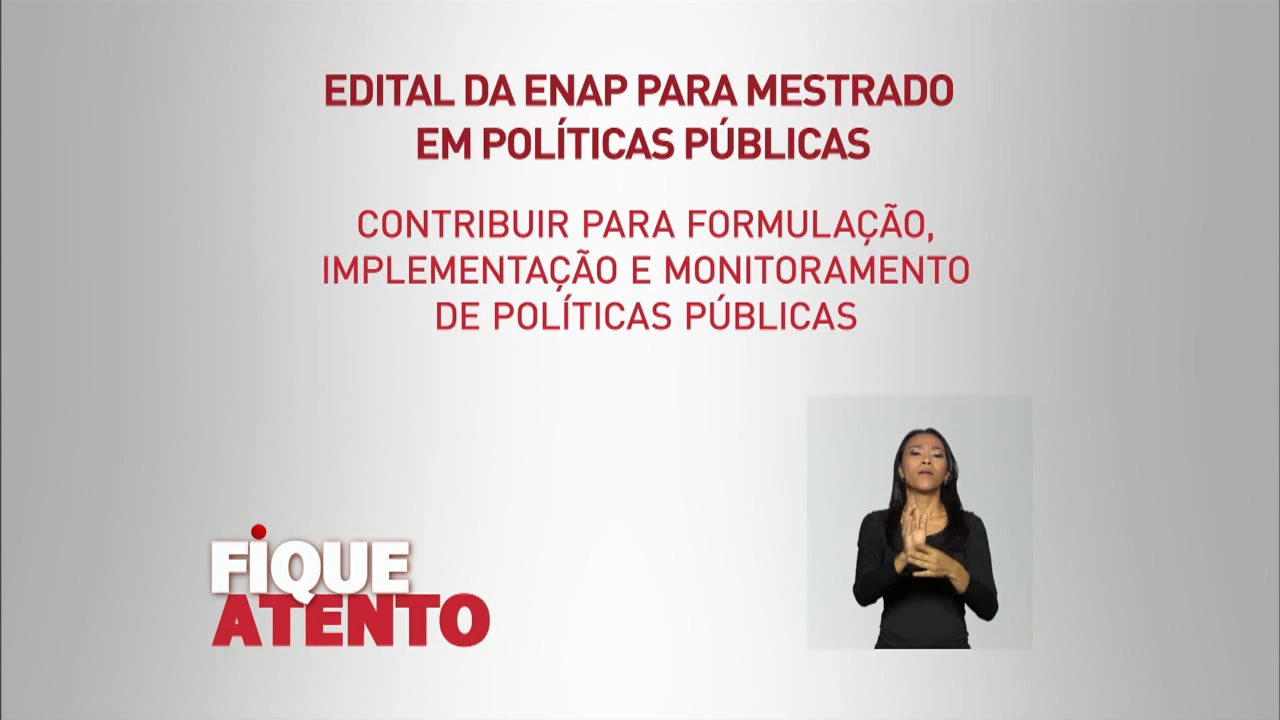 EDITAL DA ENAP PARA MESTRADO
EM POLÍTICAS PÚBLICAS
CONTRIBUIR PARA FORMULAÇÃO,
IMPLEMENTAÇÃO E MONITORAMENTO
DE POLÍTICAS PÚBLICAS
FIQUE
ATENTO